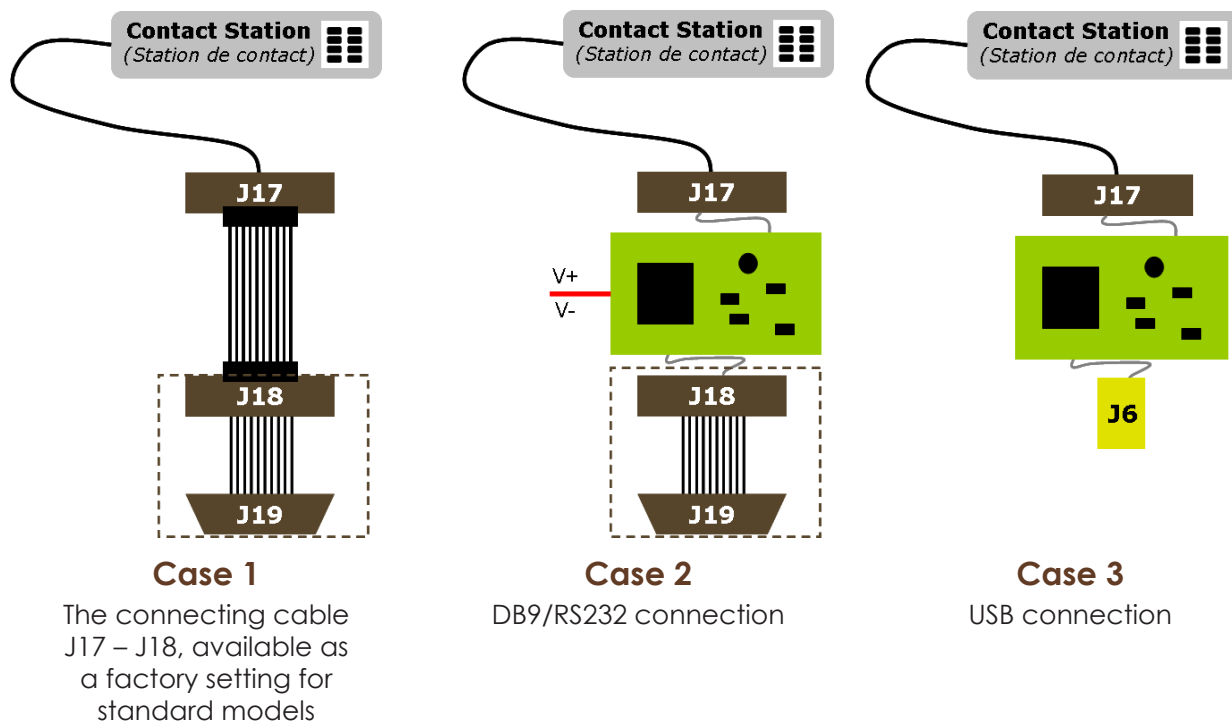 Contact Station
(Station de contact)
J17
J18
J19
Case 1
The connecting cable
J17 – J18, available as
a factory setting for
standard models
Contact Station
(Station de contact)
J17
V+
V-
J18
J19
Case 2
DB9/RS232 connection
Contact Station
(Station de contact)
J17
J6
Case 3
USB connection